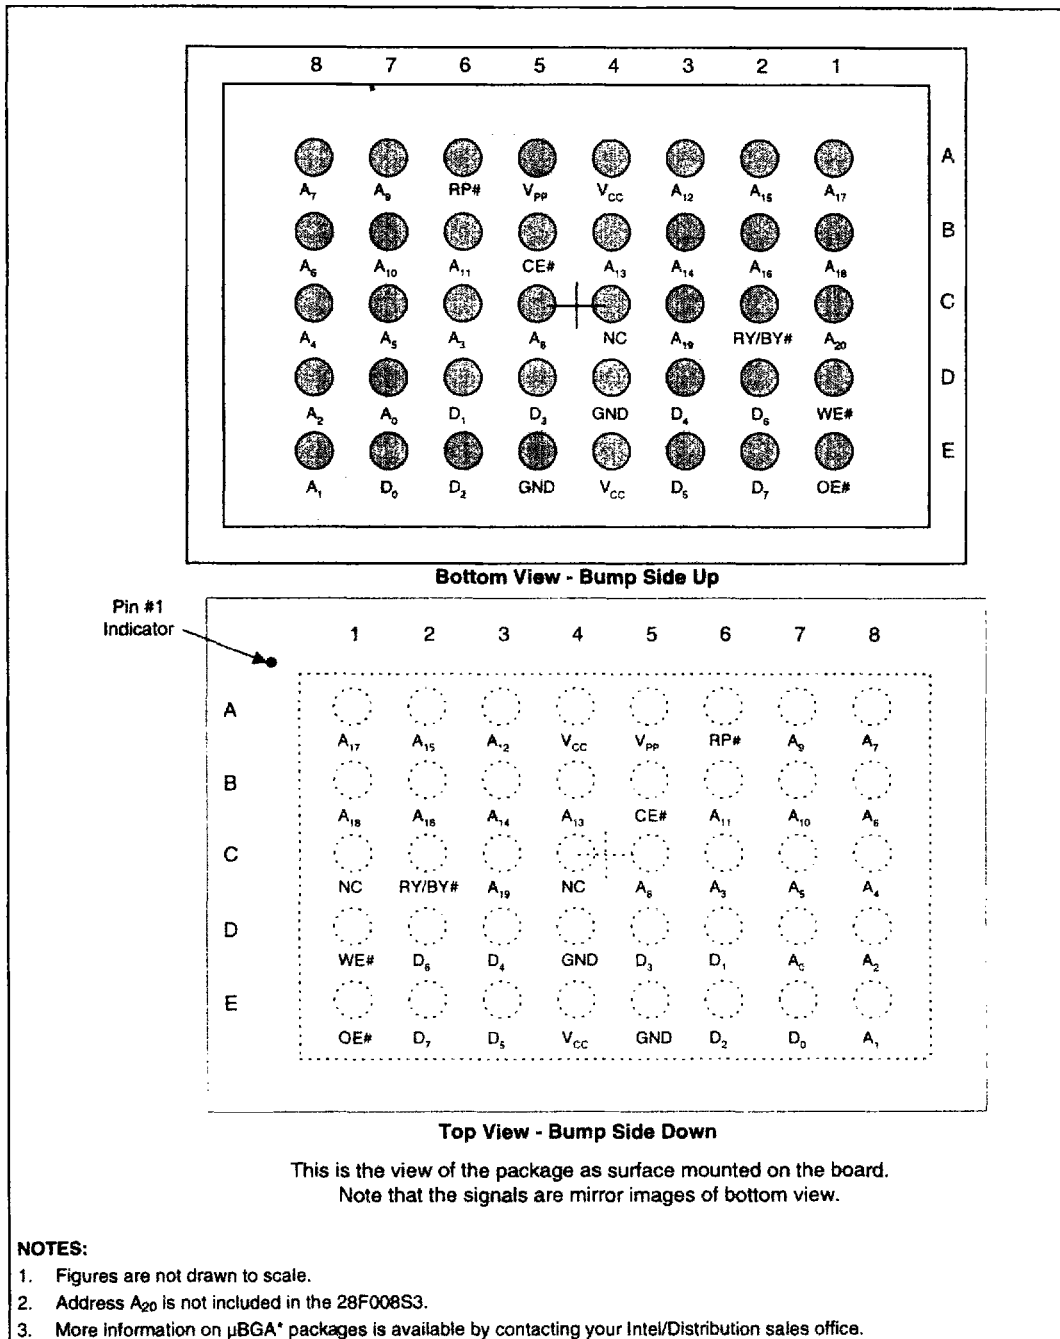 8 7 6 5 4 3 2 1
A
A7 A9 RP# VPP VCC A12 A15 A17
B
A6 A10 A11 CE# A13 A14 A16 A18
C
A4 A5 A3 A8 NC A19 RY/BY# A20
D
A2 A0 D1 D3 GND D4 D6 WE#
E
A1 D0 D2 GND VCC D5 D7 OE#
Bottom View - Bump Side Up
Pin #1
Indicator
1 2 3 4 5 6 7 8
A
A17 A15 A12 VCC VPP RP# A9 A7
B
A18 A16 A14 A13 CE# A11 A10 A6
C
NC RY/BY# A19 NC A8 A3 A5 A4
D
WE# D6 D4 GND D3 D1 A0 A2
E
OE# D7 D5 VCC GND D2 D0 A1
Top View - Bump Side Down
This is the view of the package as surface mounted on the board.
Note that the signals are mirror images of bottom view.
NOTES:
1. Figures are not drawn to scale.
2. Address A20 is not included in the 28F008S3.
3. More information on µBGA* packages is available by contacting your Intel/Distribution sales office.